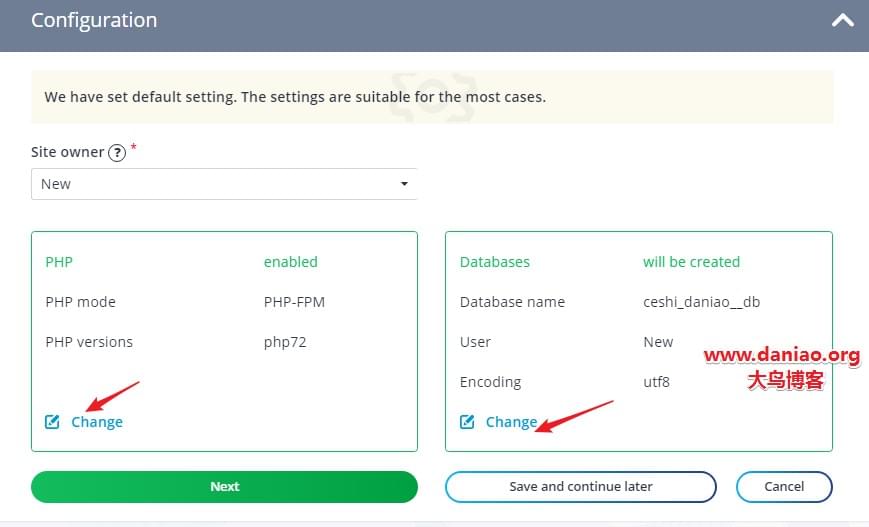 Configuration
We have set default setting. The settings are suitable for the most cases.
Site owner ? *
New
PHP enabled
PHP mode PHP-FPM
PHP versions php72
Change
Databases will be created
Database name ceshi_daniao__db
User New
Encoding utf8
Change
www.daniao.org
大鸟博客
Next
Save and continue later
Cancel